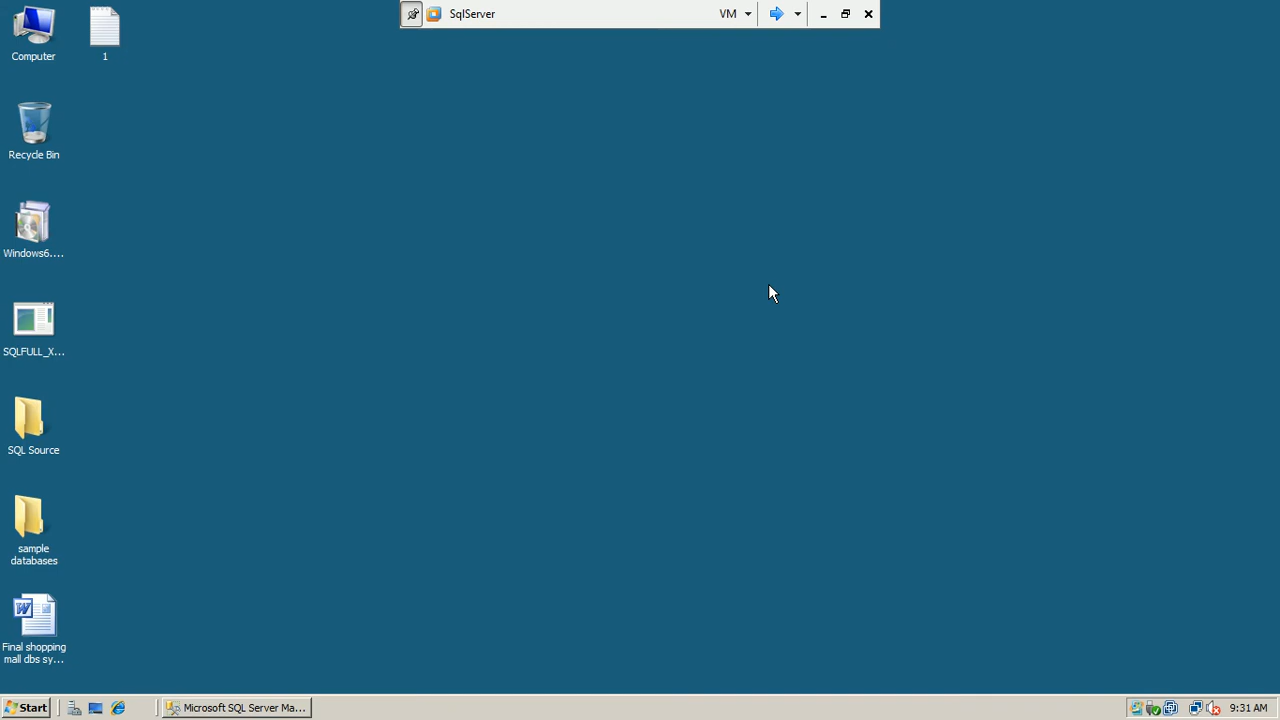 SqlServer
VM
Computer
1
Recycle Bin
Windows6....
SQLFULL_X...
SQL Source
sample
databases
Final shopping
mall dbs sy...
Start
Microsoft SQL Server Ma...
9:31 AM